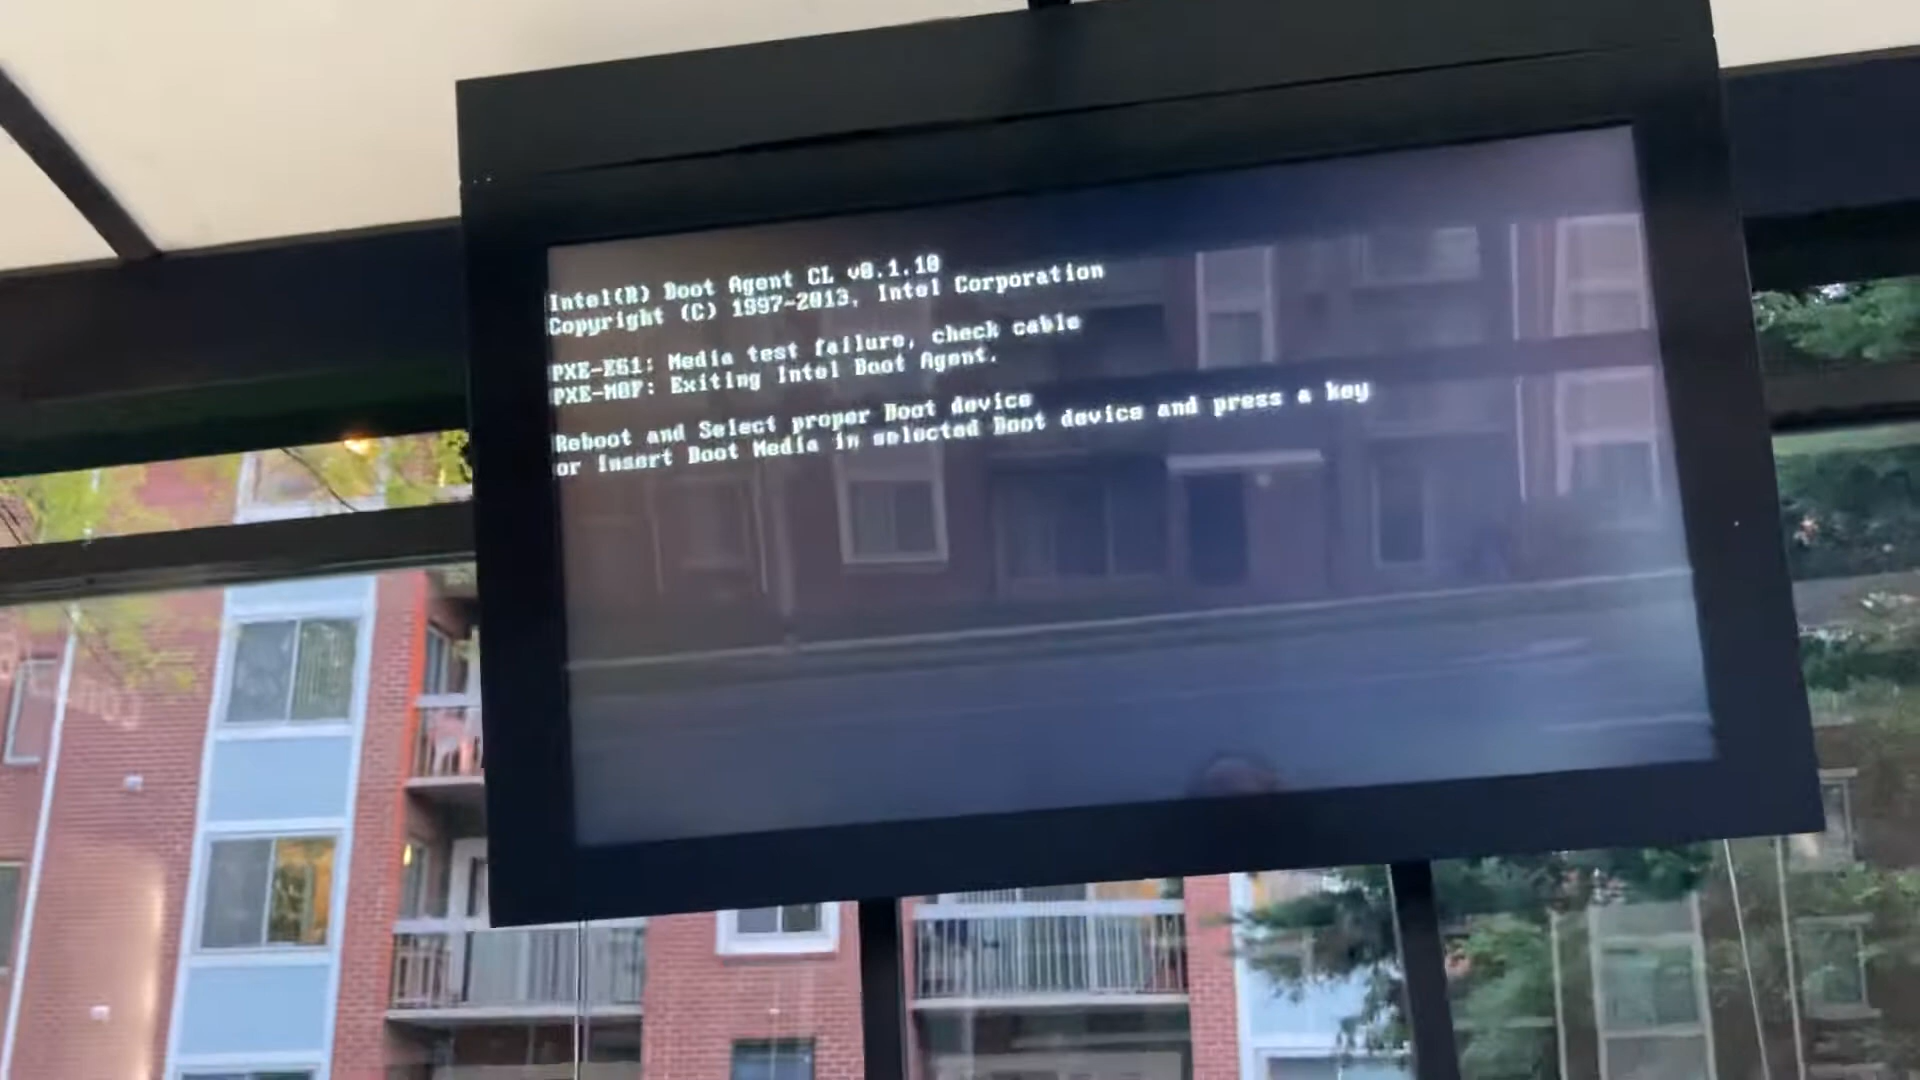 Intel(R) Boot Agent CL v0.1.10
Copyright (C) 1997-2013, Intel Corporation
PXE-E61: Media test failure, check cable
PXE-M0F: Exiting Intel Boot Agent.
Reboot and Select proper Boot device
or Insert Boot Media in selected Boot device and press a key